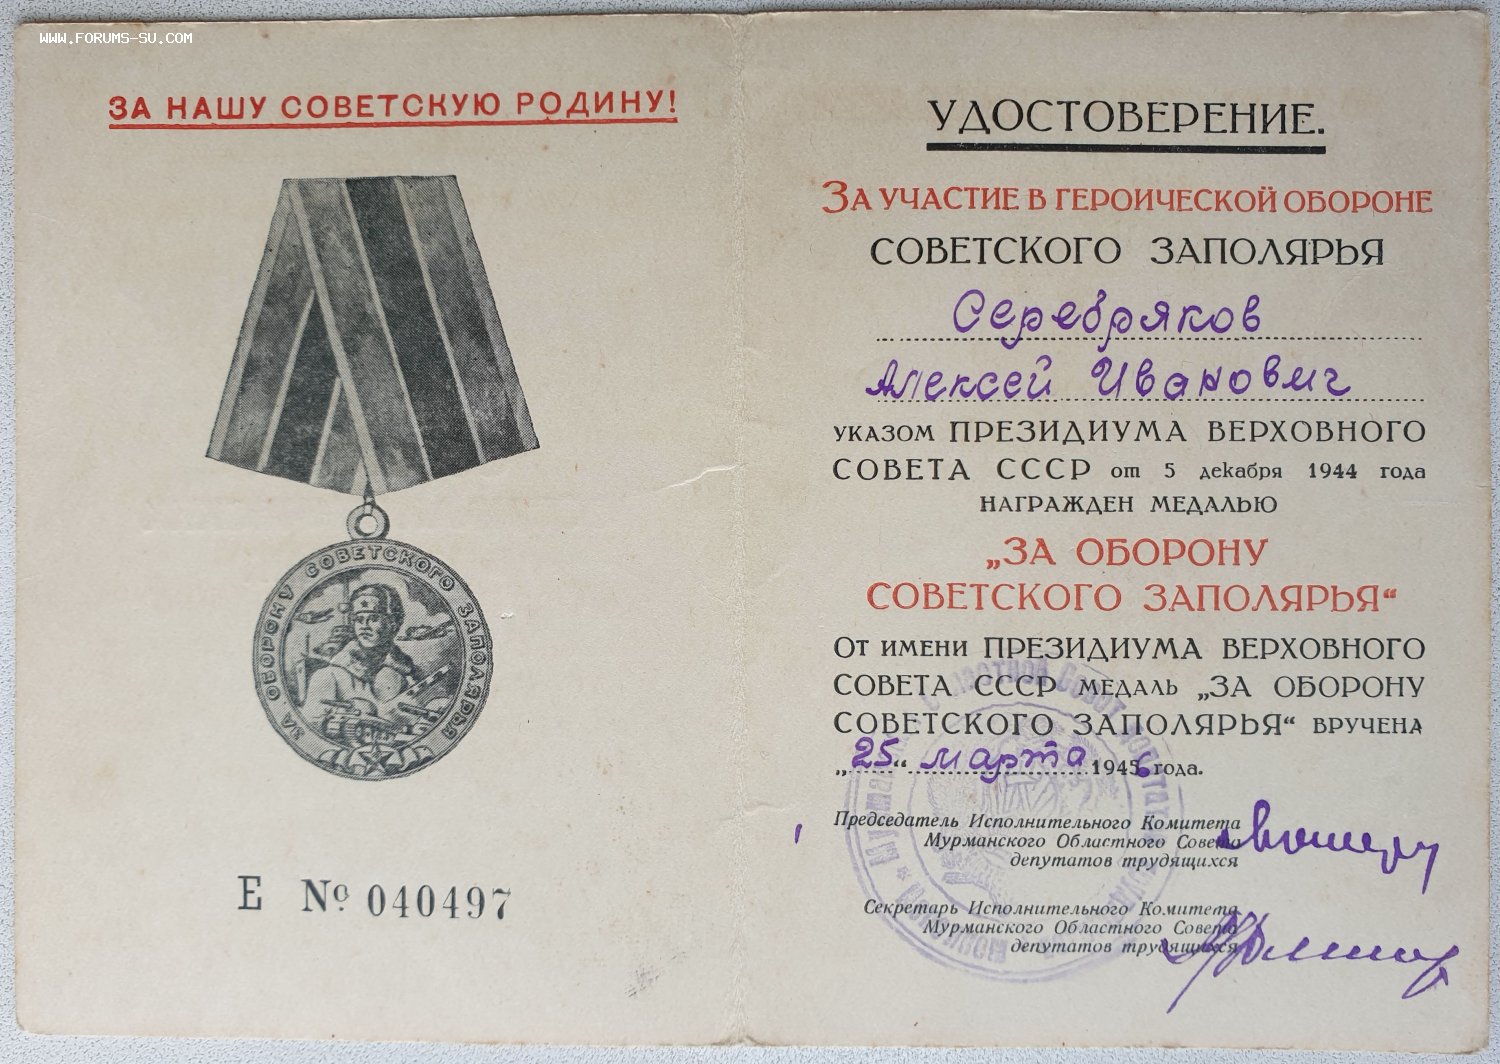 WWW.FORUMS-SU.COM
ЗА НАШУ СОВЕТСКУЮ РОДИНУ!
ЗА ОБОРОНУ СОВЕТСКОГО ЗАПОЛЯРЬЯ
Е № 040497
УДОСТОВЕРЕНИЕ.
ЗА УЧАСТИЕ В ГЕРОИЧЕСКОЙ ОБОРОНЕ
СОВЕТСКОГО ЗАПОЛЯРЬЯ
Серебряков
Алексей Иванович
УКАЗОМ ПРЕЗИДИУМА ВЕРХОВНОГО
СОВЕТА СССР от 5 декабря 1944 года
НАГРАЖДЕН МЕДАЛЬЮ
„ЗА ОБОРОНУ
СОВЕТСКОГО ЗАПОЛЯРЬЯ“
ОТ ИМЕНИ ПРЕЗИДИУМА ВЕРХОВНОГО
СОВЕТА СССР МЕДАЛЬ „ЗА ОБОРОНУ
СОВЕТСКОГО ЗАПОЛЯРЬЯ“ ВРУЧЕНА
„25“ марта 1946 года.
Председатель Исполнительного Комитета
Мурманского Областного Совета
депутатов трудящихся
Секретарь Исполнительного Комитета
Мурманского Областного Совета
депутатов трудящихся